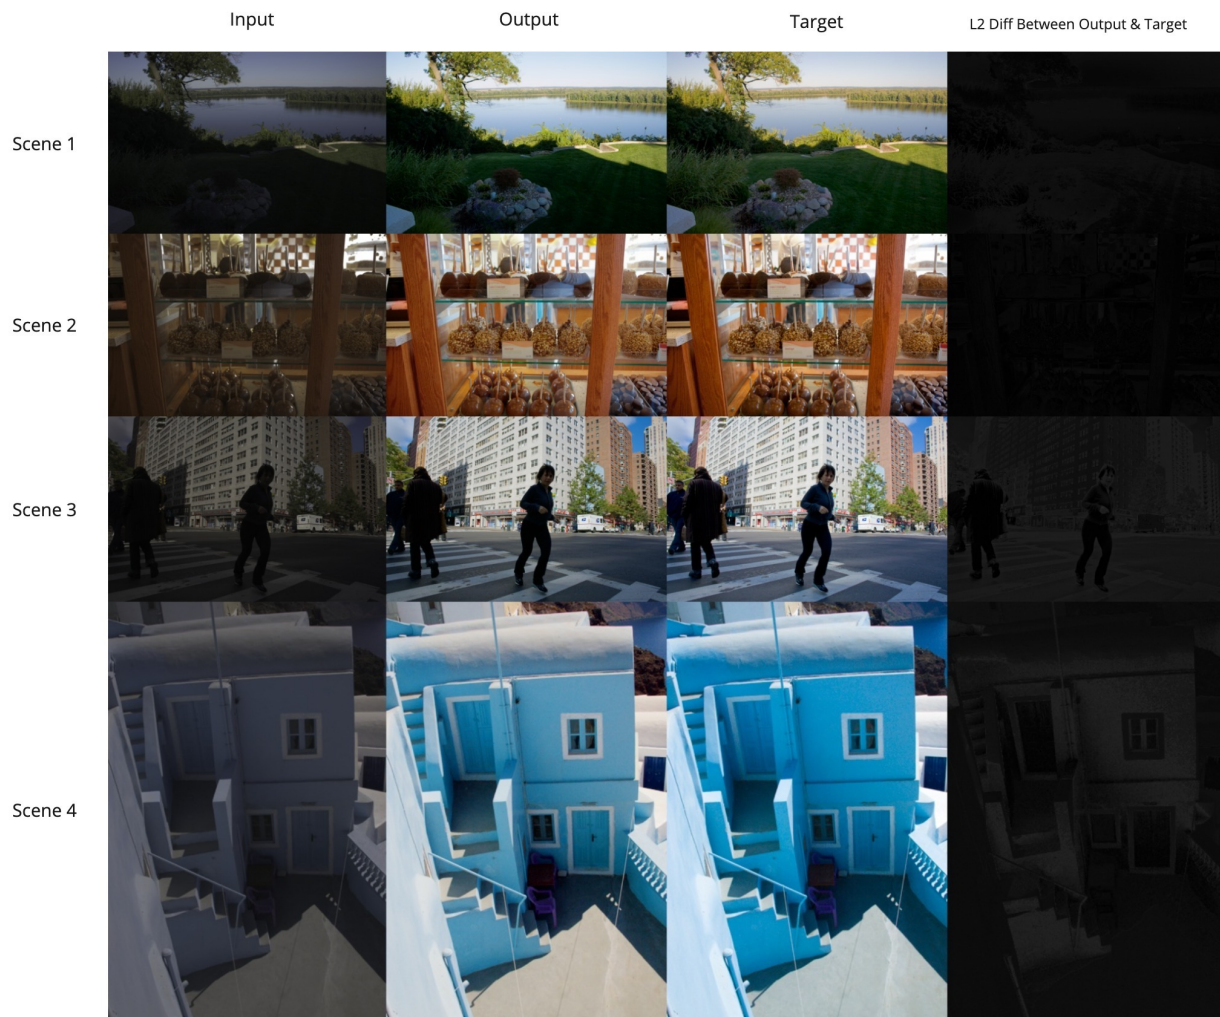 Input
Output
Target
L2 Diff Between Output & Target
Scene 1
Scene 2
Scene 3
Scene 4